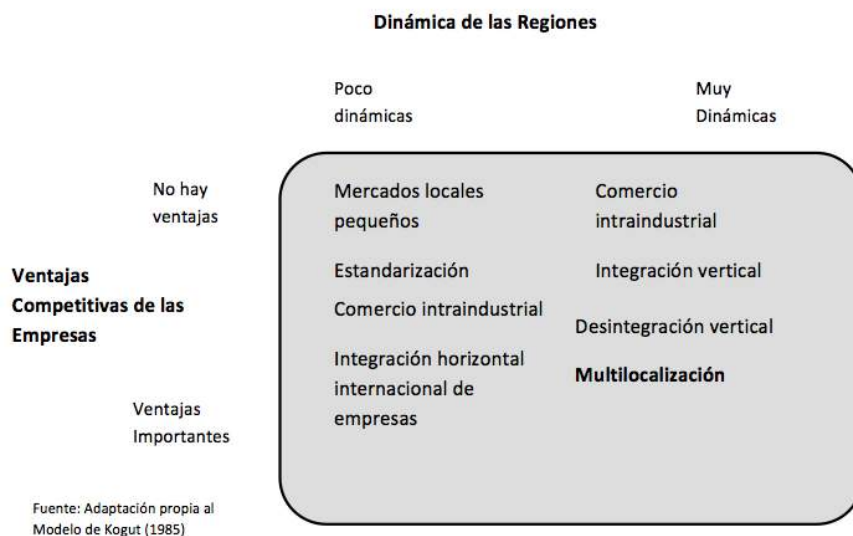 Dinámica de las Regiones
Poco
dinámicas
Muy
Dinámicas
No hay
ventajas
Mercados locales
pequeños
Comercio
intraindustrial
Ventajas
Competitivas de las
Empresas
Estandarización
Integración vertical
Comercio intraindustrial
Desintegración vertical
Integración horizontal
internacional de
empresas
Multilocalización
Ventajas
Importantes
Fuente: Adaptación propia al
Modelo de Kogut (1985)